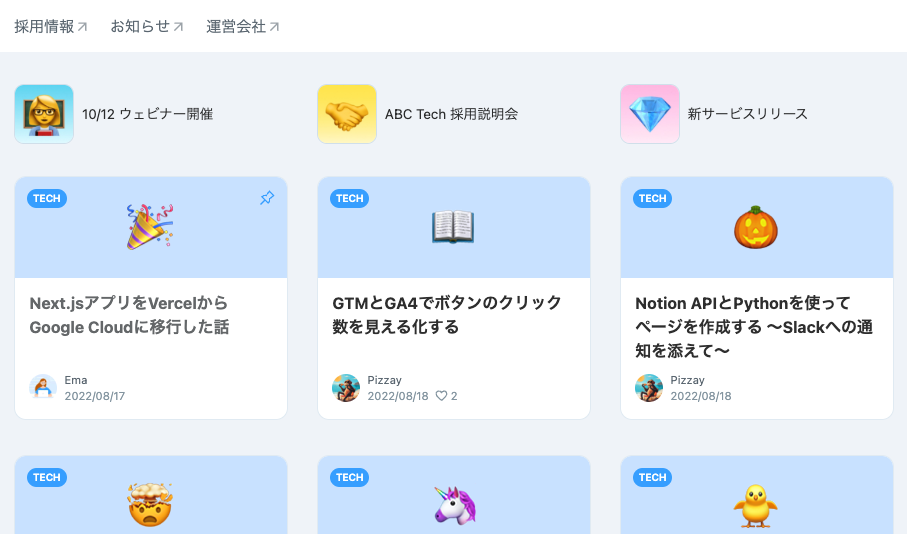 採用情報 お知らせ 運営会社
10/12 ウェビナー開催
ABC Tech 採用説明会
新サービスリリース
TECH
Next.jsアプリをVercelから
Google Cloudに移行した話
Ema
2022/08/17
TECH
GTMとGA4でボタンのクリック
数を見える化する
Pizzay
2022/08/18 2
TECH
Notion APIとPythonを使って
ページを作成する 〜Slackへの通
知を添えて〜
Pizzay
2022/08/18
TECH
TECH
TECH